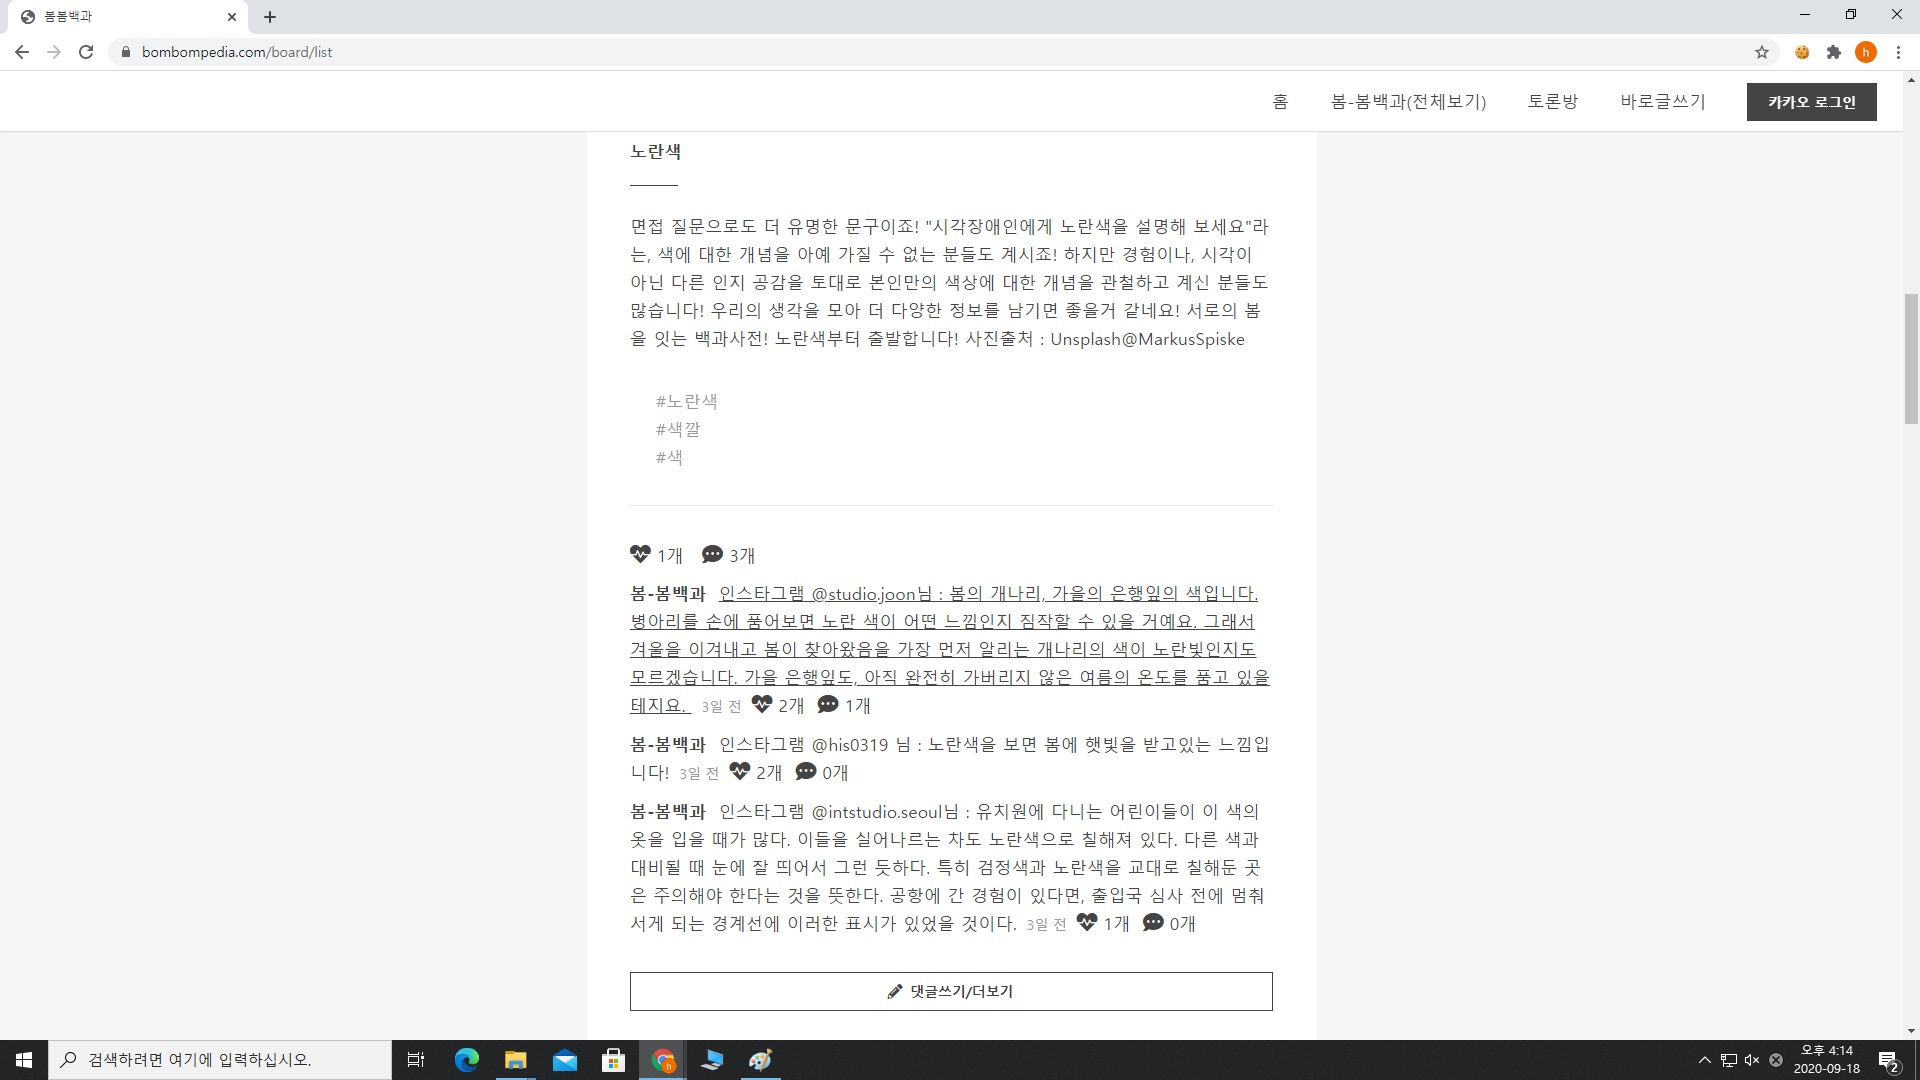 봄봄백과
bombompedia.com/board/list
h
홈 봄-봄백과(전체보기) 토론방 바로글쓰기 카카오 로그인
노란색
면접 질문으로도 더 유명한 문구이죠! "시각장애인에게 노란색을 설명해 보세요"라
는, 색에 대한 개념을 아예 가질 수 없는 분들도 계시죠! 하지만 경험이나, 시각이
아닌 다른 인지 공감을 토대로 본인만의 색상에 대한 개념을 관철하고 계신 분들도
많습니다! 우리의 생각을 모아 더 다양한 정보를 남기면 좋을거 같네요! 서로의 봄
을 잇는 백과사전! 노란색부터 출발합니다! 사진출처 : Unsplash@MarkusSpiske
#노란색
#색깔
#색
1개 3개
봄-봄백과 인스타그램 @studio.joon님 : 봄의 개나리, 가을의 은행잎의 색입니다.
병아리를 손에 품어보면 노란 색이 어떤 느낌인지 짐작할 수 있을 거예요. 그래서
겨울을 이겨내고 봄이 찾아왔음을 가장 먼저 알리는 개나리의 색이 노란빛인지도
모르겠습니다. 가을 은행잎도, 아직 완전히 가버리지 않은 여름의 온도를 품고 있을
테지요. 3일 전 2개 1개
봄-봄백과 인스타그램 @his0319 님 : 노란색을 보면 봄에 햇빛을 받고있는 느낌입
니다! 3일 전 2개 0개
봄-봄백과 인스타그램 @intstudio.seoul님 : 유치원에 다니는 어린이들이 이 색의
옷을 입을 때가 많다. 이들을 실어나르는 차도 노란색으로 칠해져 있다. 다른 색과
대비될 때 눈에 잘 띄어서 그런 듯하다. 특히 검정색과 노란색을 교대로 칠해둔 곳
은 주의해야 한다는 것을 뜻한다. 공항에 간 경험이 있다면, 출입국 심사 전에 멈춰
서게 되는 경계선에 이러한 표시가 있었을 것이다. 3일 전 1개 0개
댓글쓰기/더보기
검색하려면 여기에 입력하십시오.
h
오후 4:14
2020-09-18
2